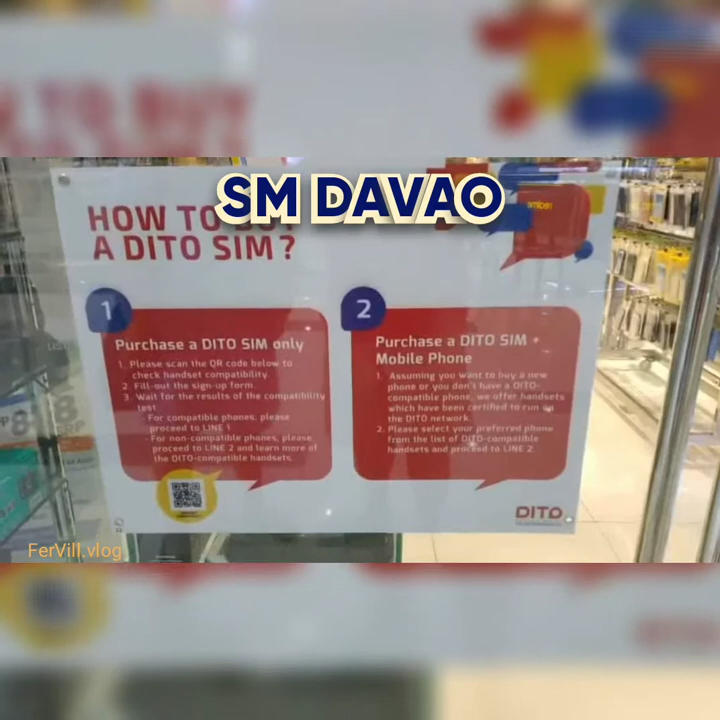 SM DAVAO
HOW TO BUY
A DITO SIM?
1
Purchase a DITO SIM only
1. Please scan the QR code below to
check handset compatibility.
2. Fill-out the sign-up form.
3. Wait for the results of the compatibility
test
- For compatible phones, please
proceed to LINE 1
- For non-compatible phones, please
proceed to LINE 2 and learn more of
the DITO-compatible handsets.
2
Purchase a DITO SIM +
Mobile Phone
1. Assuming you want to buy a new
phone or you don't have a DITO-
compatible phone, we offer handsets
which have been certified to run on
the DITO network.
2. Please select your preferred phone
from the list of DITO-compatible
handsets and proceed to LINE 2.
DITO
FerVill.vlog